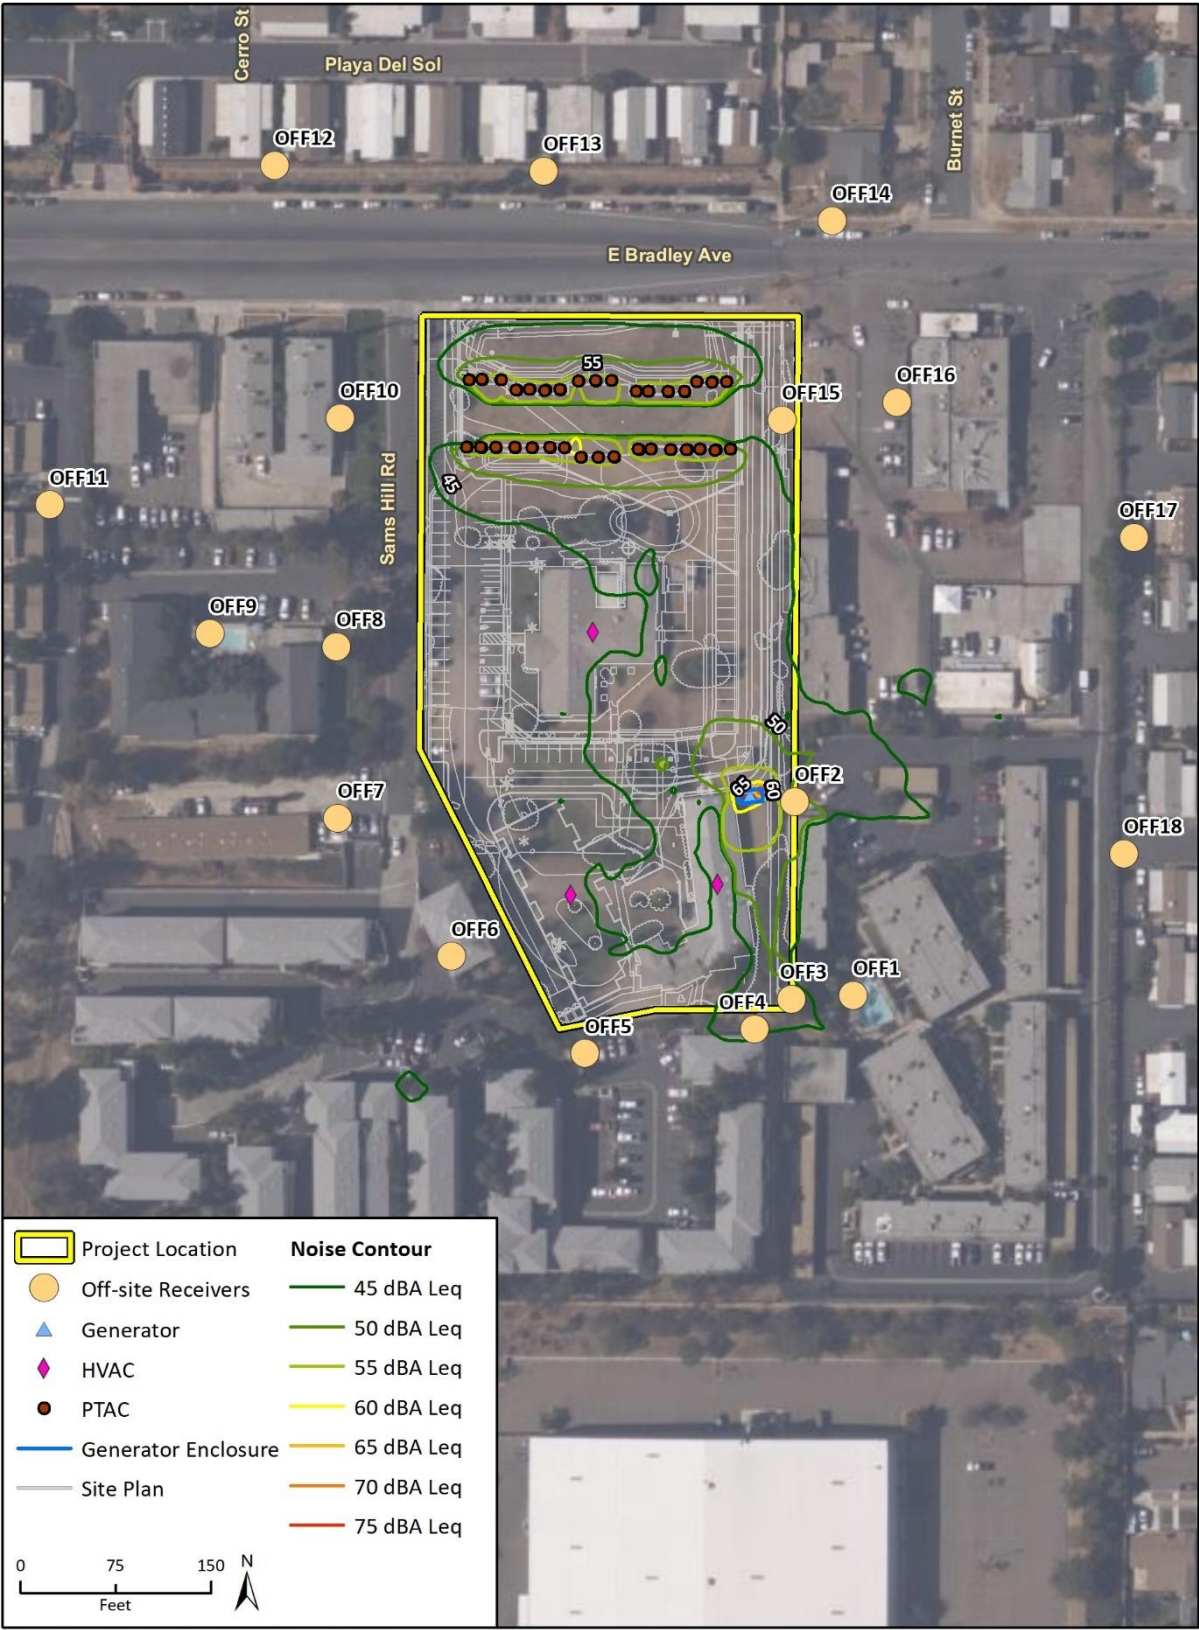 Cerro St
Playa Del Sol
Burnet St
OFF12
OFF13
OFF14
E Bradley Ave
55
OFF10
OFF15
OFF16
OFF11
45
Sams Hill Rd
OFF17
OFF9
OFF8
50
OFF7
65
60
OFF2
OFF18
OFF6
OFF3
OFF1
OFF4
OFF5
Project Location
Off-site Receivers
Generator
HVAC
PTAC
Generator Enclosure
Site Plan
Noise Contour
45 dBA Leq
50 dBA Leq
55 dBA Leq
60 dBA Leq
65 dBA Leq
70 dBA Leq
75 dBA Leq
0 75 150
Feet
N